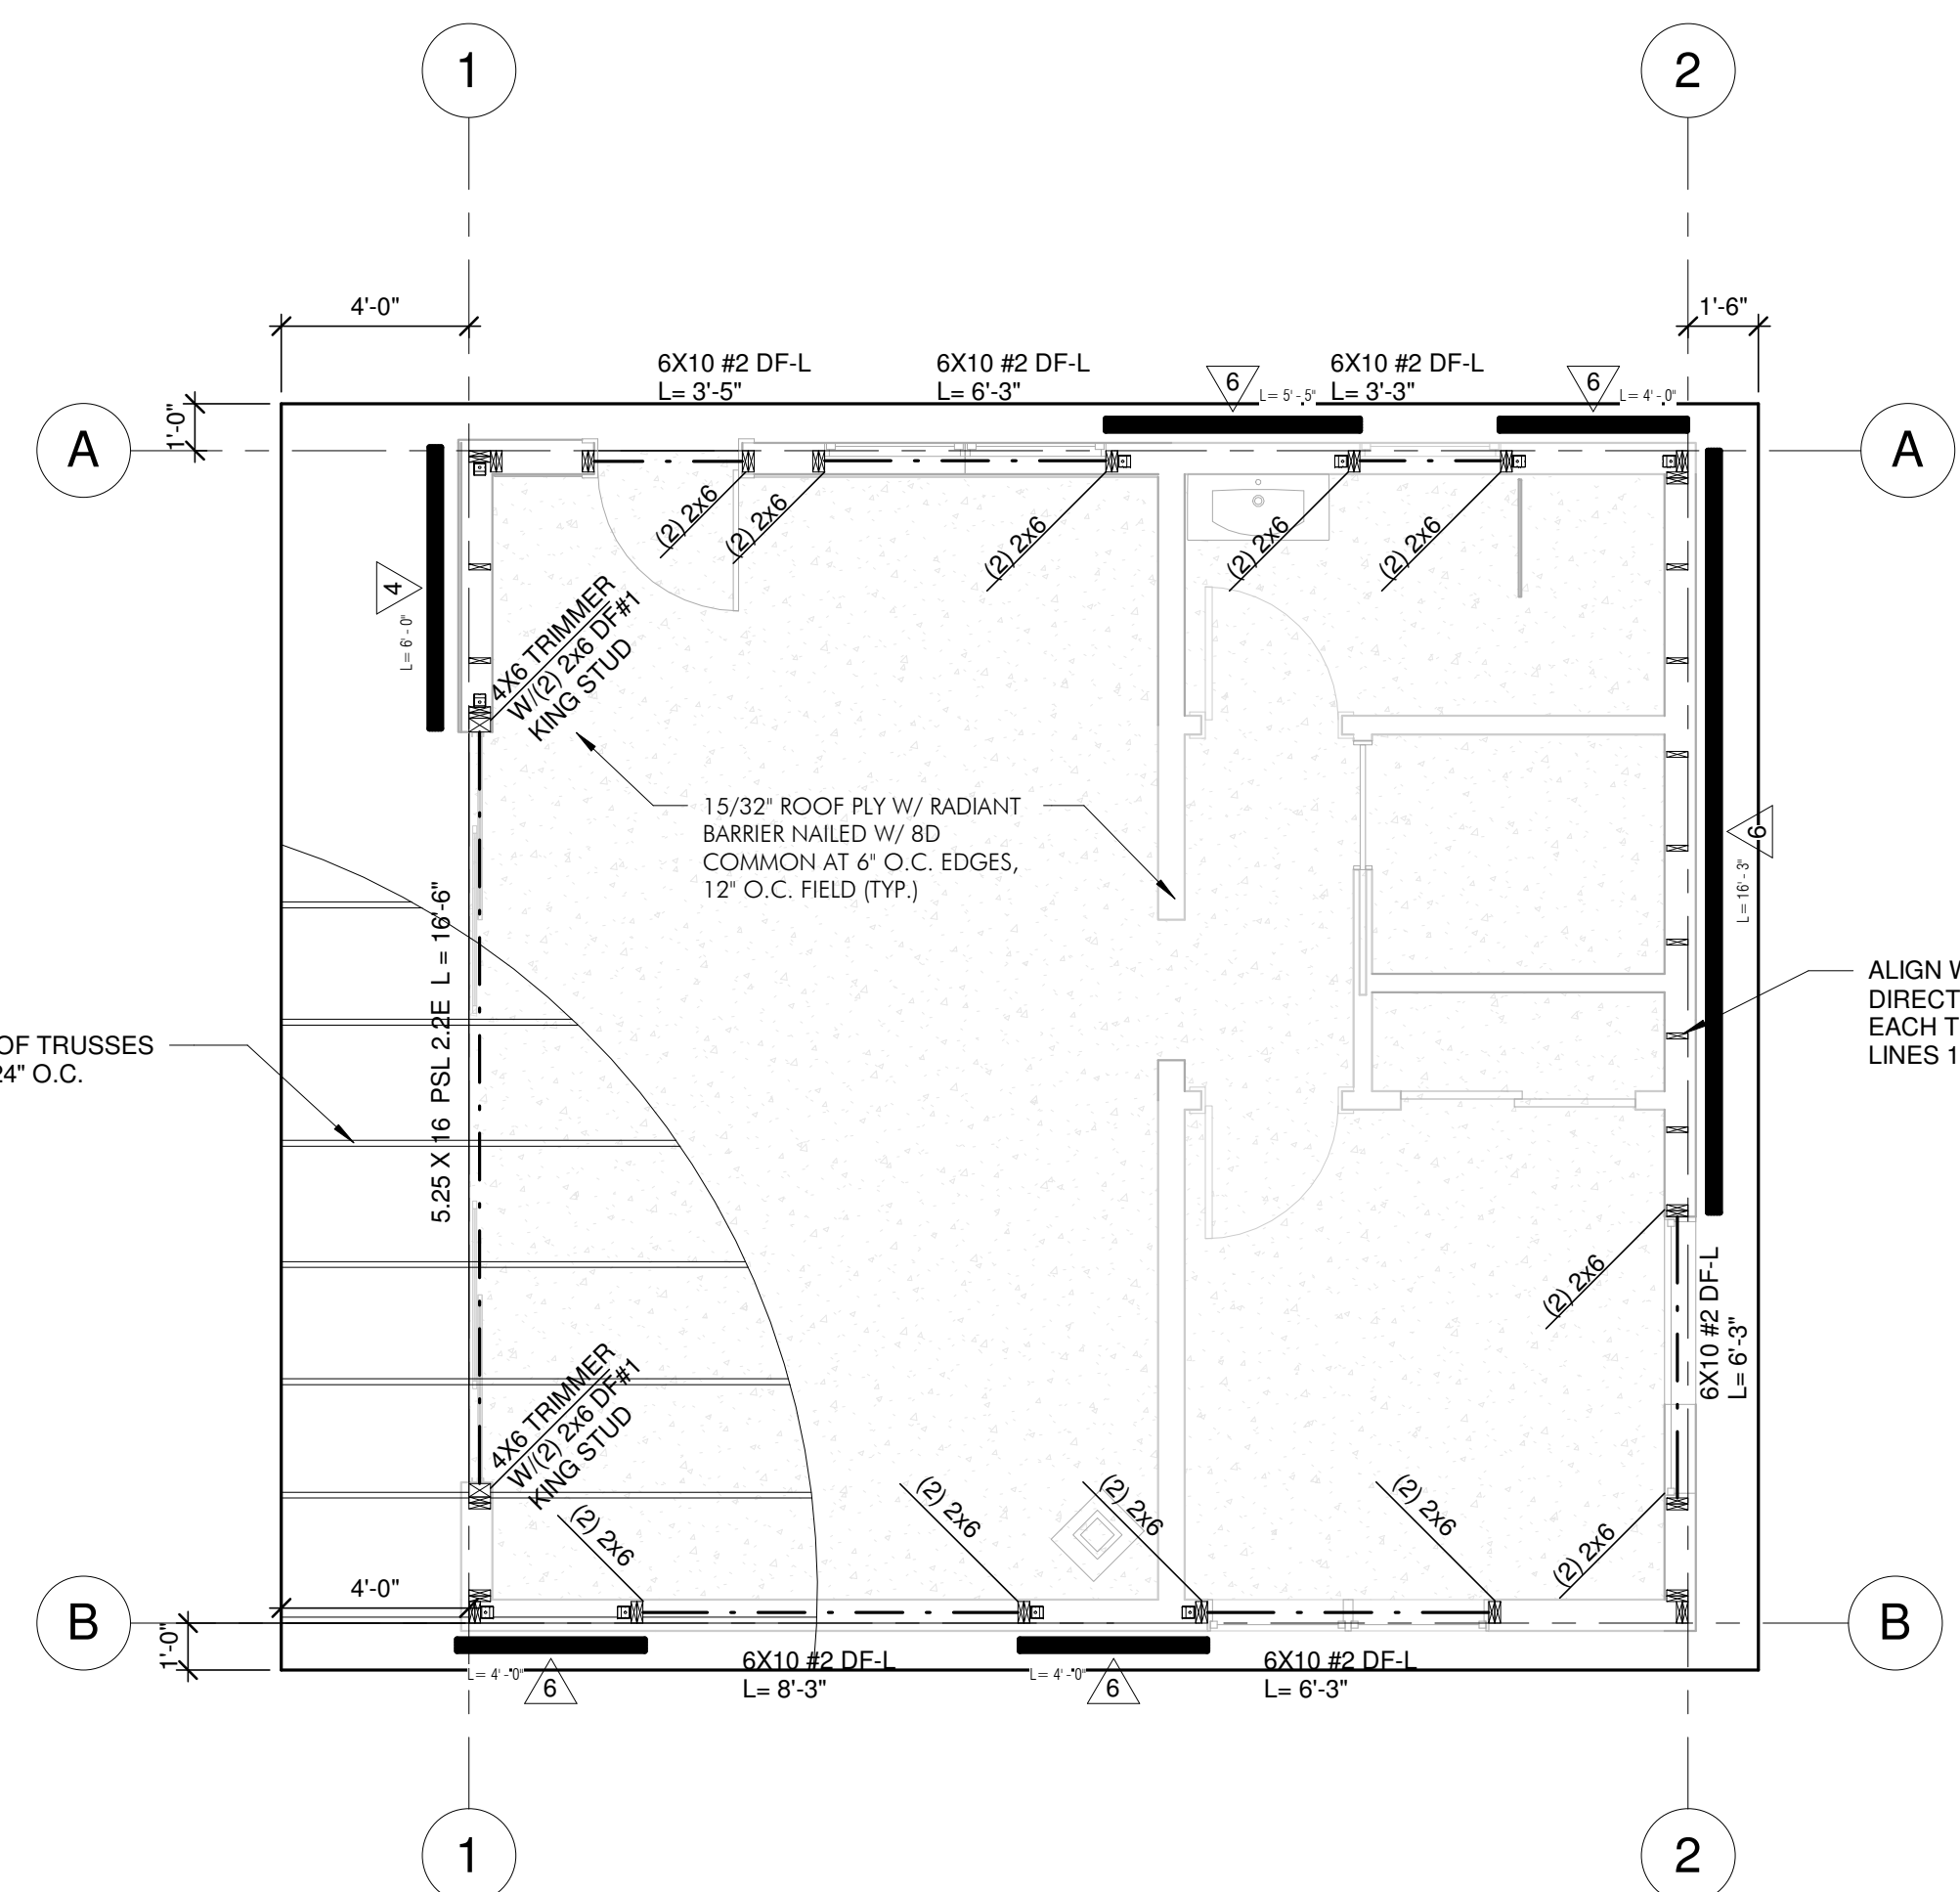 1
2
4'-0"
1'-6"
6X10 #2 DF-L
L= 3'-5"
6X10 #2 DF-L
L= 6'-3"
6
L= 5'-5"
6X10 #2 DF-L
L= 3'-3"
6
L= 4'-0"
1'-0"
A
A
(2) 2x6
(2) 2x6
(2) 2x6
(2) 2x6
(2) 2x6
4
L= 6'-0"
4X6 TRIMMER
W/(2) 2x6 DF#1
KING STUD
15/32" ROOF PLY W/ RADIANT
BARRIER NAILED W/ 8D
COMMON AT 6" O.C. EDGES,
12" O.C. FIELD (TYP.)
6
L= 16'-3"
5.25 X 16 PSL 2.2E L = 16'-6"
OF TRUSSES
24" O.C.
ALIGN
DIRECT
EACH T
LINES 1
(2) 2x6
6X10 #2 DF-L
L= 6'-3"
4X6 TRIMMER
W/(2) 2x6 DF#1
KING STUD
(2) 2x6
(2) 2x6
(2) 2x6
(2) 2x6
(2) 2x6
4'-0"
B
B
1'-0"
L= 4'-0"
6
6X10 #2 DF-L
L= 8'-3"
L= 4'-0"
6
6X10 #2 DF-L
L= 6'-3"
1
2